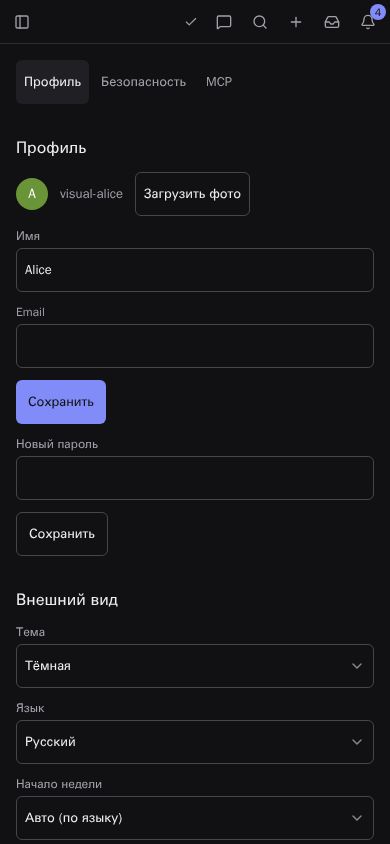 4
Профиль
Безопасность
MCP
Профиль
A
visual-alice
Загрузить фото
Имя
Alice
Email
Сохранить
Новый пароль
Сохранить
Внешний вид
Тема
Тёмная
Язык
Русский
Начало недели
Авто (по языку)